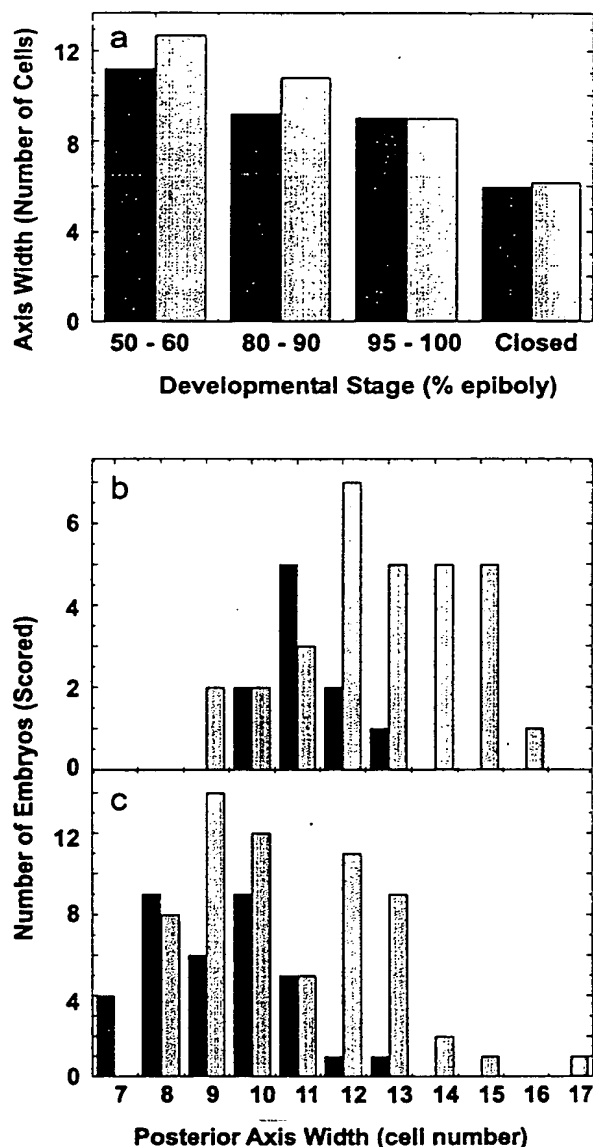 a
12
8
4
0
Axis Width (Number of Cells)
50 - 60 80 - 90 95 - 100 Closed
Developmental Stage (% epiboly)
b
6
4
2
0
Number of Embryos (Scored)
c
12
8
4
0
7 8 9 10 11 12 13 14 15 16 17
Posterior Axis Width (cell number)